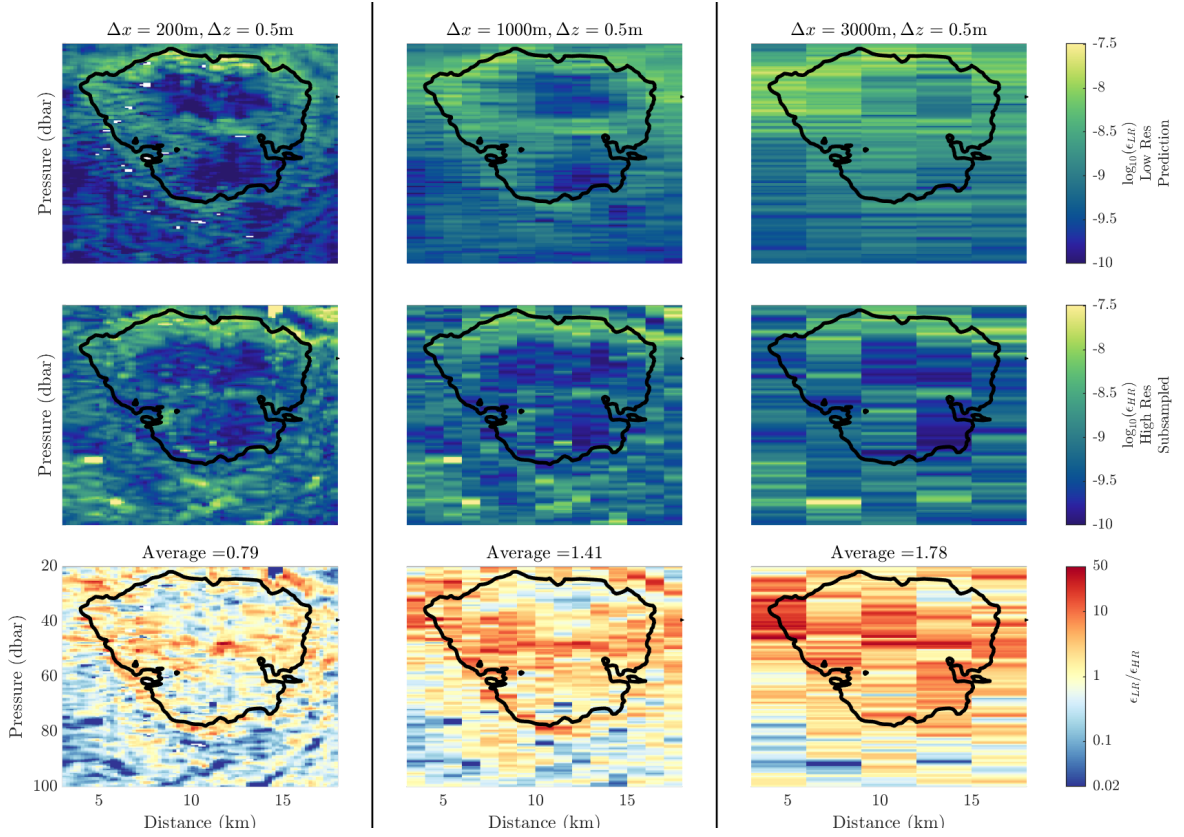 Δx = 200m, Δz = 0.5m
Δx = 1000m, Δz = 0.5m
Δx = 3000m, Δz = 0.5m
Pressure (dbar)
-7.5
-8
-8.5
-9
-9.5
-10
log₁₀(ϵ_LR)
Low Res
Prediction
Pressure (dbar)
-7.5
-8
-8.5
-9
-9.5
-10
log₁₀(ϵ_HR)
High Res
Subsampled
Average =0.79
Average =1.41
Average =1.78
Pressure (dbar)
20
40
60
80
100
5
10
15
Distance (km)
5
10
15
Distance (km)
5
10
15
Distance (km)
50
10
1
0.1
0.02
ϵ_LR/ϵ_HR